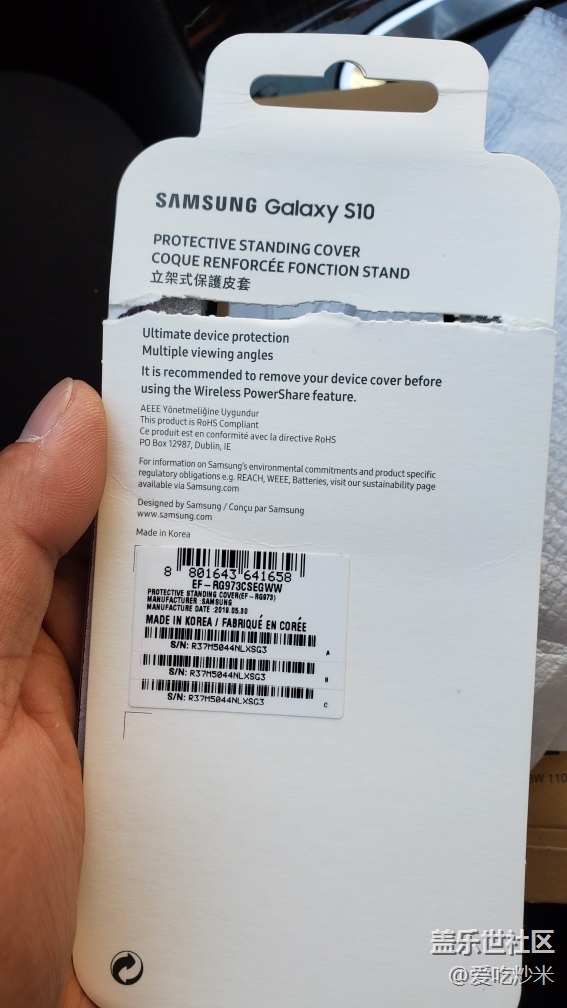 SAMSUNG Galaxy S10
PROTECTIVE STANDING COVER
COQUE RENFORCÉE FONCTION STAND
立架式保護皮套
Ultimate device protection
Multiple viewing angles
It is recommended to remove your device cover before
using the Wireless PowerShare feature.
AEEE Yönetmeliğine Uygundur
This product is RoHS Compliant
Ce produit est en conformité avec la directive RoHS
PO Box 12987, Dublin, IE
For information on Samsung's environmental commitments and product specific
regulatory obligations e.g. REACH, WEEE, Batteries, visit our sustainability page
available via Samsung.com
Designed by Samsung / Conçu par Samsung
www.samsung.com
Made in Korea
8 801643 641658
EF-RG973CSEGWW
PROTECTIVE STANDING COVER(EF-RG973)
MANUFACTURER :SAMSUNG
MANUFACTURE DATE :2019.05.30
MADE IN KOREA / FABRIQUÉ EN CORÉE
A
S/N: R37M5044NLXSG3
B
S/N: R37M5044NLXSG3
C
S/N: R37M5044NLXSG3
W 110
盖乐世社区
@爱吃炒米